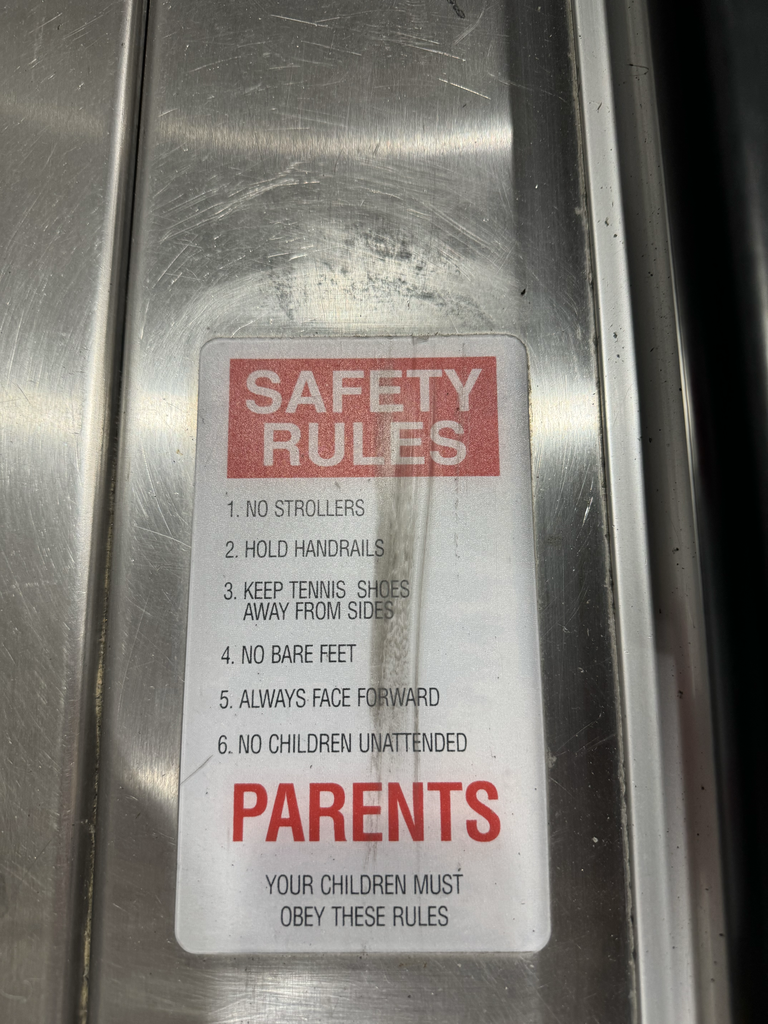 SAFETY
RULES
1. NO STROLLERS
2. HOLD HANDRAILS
3. KEEP TENNIS SHOES
AWAY FROM SIDES
4. NO BARE FEET
5. ALWAYS FACE FORWARD
6. NO CHILDREN UNATTENDED
PARENTS
YOUR CHILDREN MUST
OBEY THESE RULES